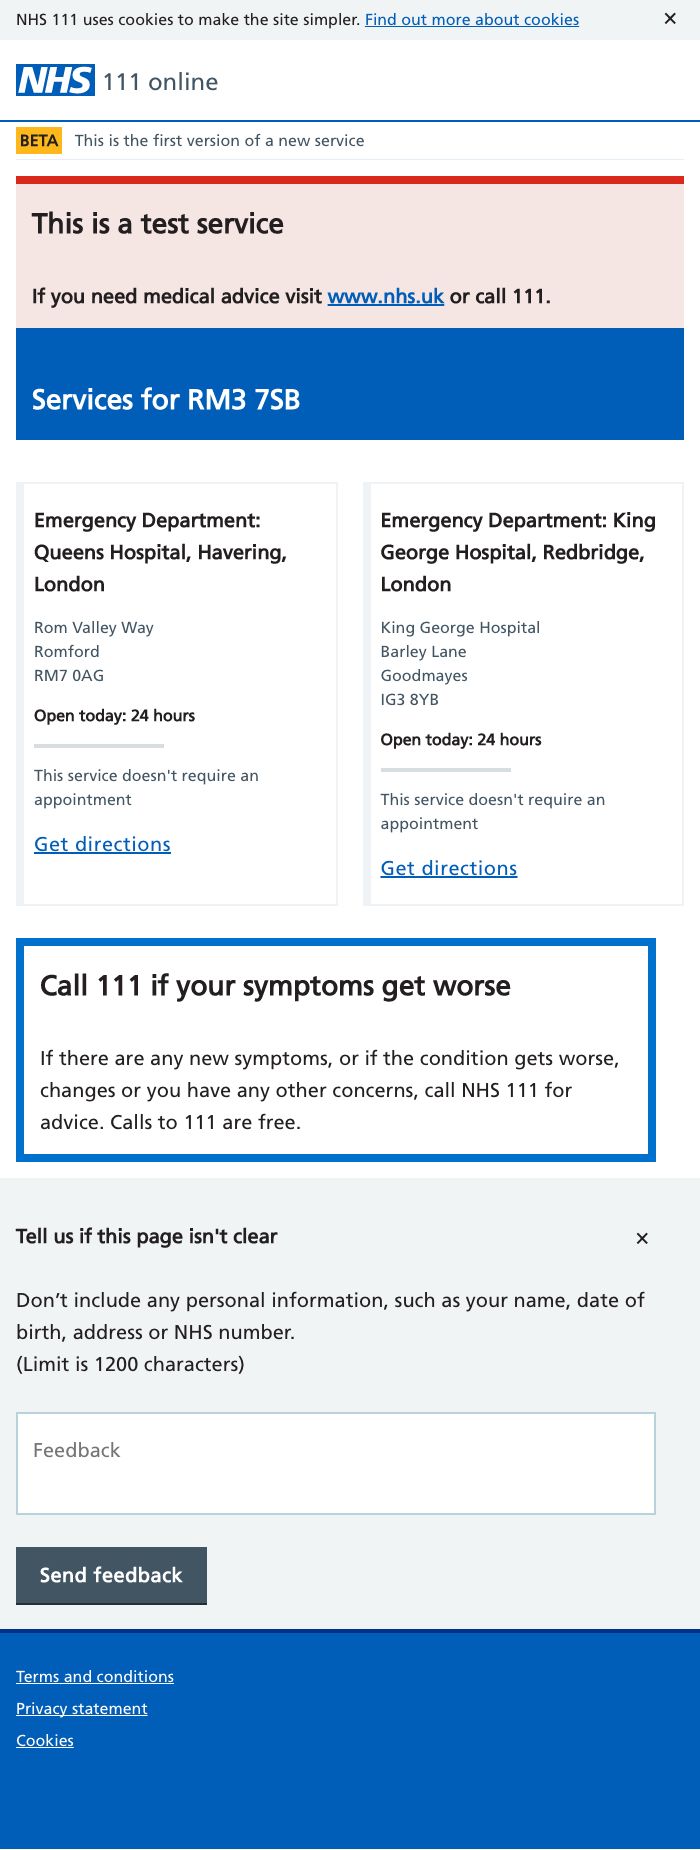 NHS 111 uses cookies to make the site simpler. Find out more about cookies ✕
NHS 111 online
BETA This is the first version of a new service
This is a test service
If you need medical advice visit www.nhs.uk or call 111.
Services for RM3 7SB
Emergency Department:
Queens Hospital, Havering,
London
Rom Valley Way
Romford
RM7 0AG
Open today: 24 hours
This service doesn't require an
appointment
Get directions
Emergency Department: King
George Hospital, Redbridge,
London
King George Hospital
Barley Lane
Goodmayes
IG3 8YB
Open today: 24 hours
This service doesn't require an
appointment
Get directions
Call 111 if your symptoms get worse
If there are any new symptoms, or if the condition gets worse,
changes or you have any other concerns, call NHS 111 for
advice. Calls to 111 are free.
Tell us if this page isn't clear ✕
Don’t include any personal information, such as your name, date of
birth, address or NHS number.
(Limit is 1200 characters)
Feedback
Send feedback
Terms and conditions
Privacy statement
Cookies